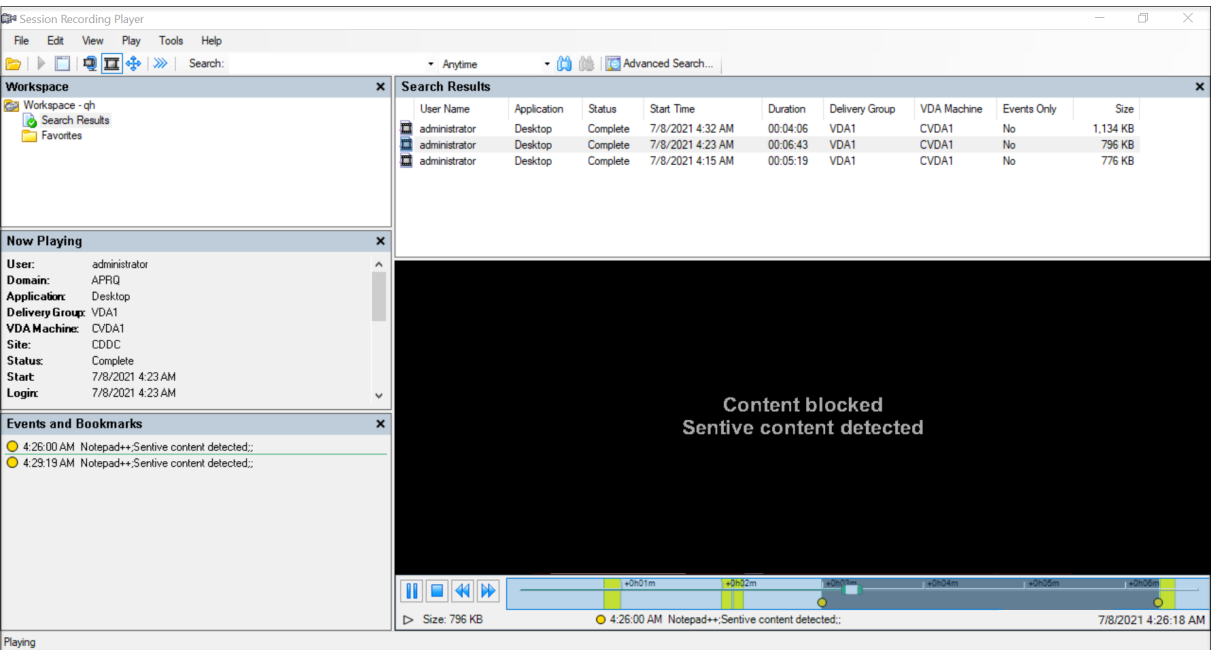 Session Recording Player
File Edit View Play Tools Help
Search: Anytime Advanced Search...
Workspace
Workspace - qh
Search Results
Favorites
Search Results
User Name Application Status Start Time Duration Delivery Group VDA Machine Events Only Size
administrator Desktop Complete 7/8/2021 4:32 AM 00:04:06 VDA1 CVDA1 No 1,134 KB
administrator Desktop Complete 7/8/2021 4:23 AM 00:06:43 VDA1 CVDA1 No 796 KB
administrator Desktop Complete 7/8/2021 4:15 AM 00:05:19 VDA1 CVDA1 No 776 KB
Now Playing
User: administrator
Domain: APRQ
Application: Desktop
Delivery Group: VDA1
VDA Machine: CVDA1
Site: CDDC
Status: Complete
Start: 7/8/2021 4:23 AM
Login: 7/8/2021 4:23 AM
Events and Bookmarks
4:26:00 AM Notepad++;Sentive content detected;;
4:29:19 AM Notepad++;Sentive content detected;;
Content blocked
Sentive content detected
+0h01m +0h02m +0h03m +0h04m +0h05m +0h06m
Size: 796 KB 4:26:00 AM Notepad++;Sentive content detected;; 7/8/2021 4:26:18 AM
Playing